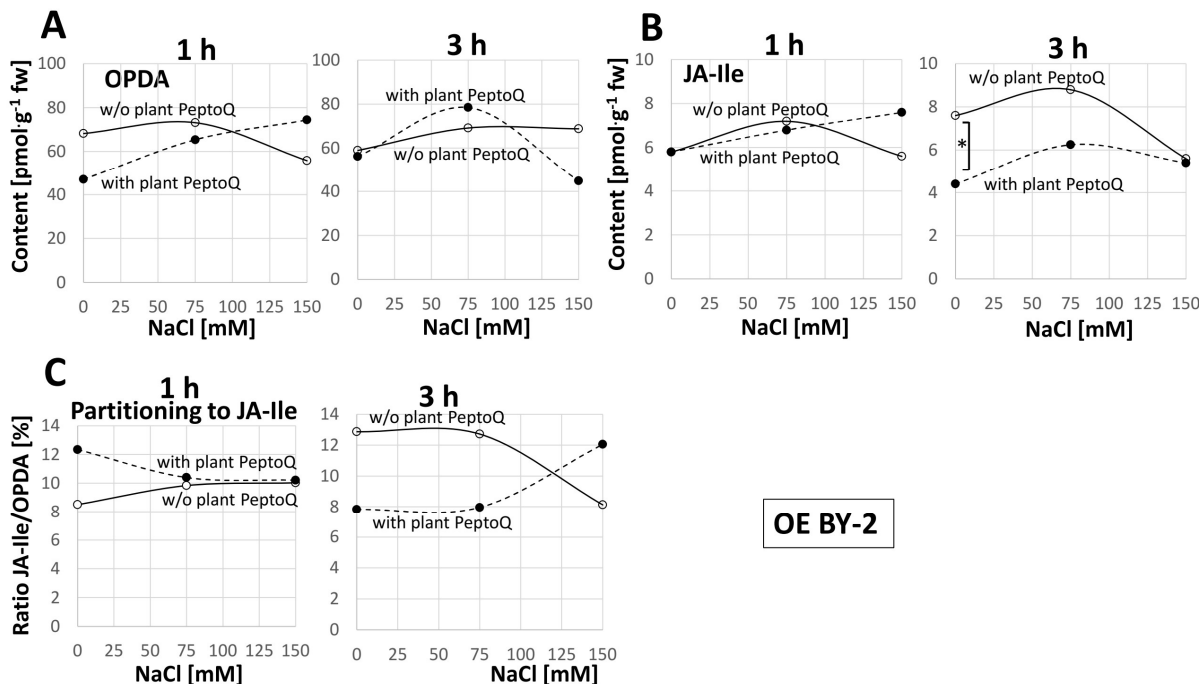 A
1 h
3 h
Content [pmol·g⁻¹ fw]
100
80
60
40
20
0
OPDA
w/o plant PeptoQ
with plant PeptoQ
0 25 50 75 100 125 150
NaCl [mM]
100
80
60
40
20
0
with plant PeptoQ
w/o plant PeptoQ
0 25 50 75 100 125 150
NaCl [mM]
B
1 h
3 h
Content [pmol·g⁻¹ fw]
10
8
6
4
2
0
JA-Ile
w/o plant PeptoQ
with plant PeptoQ
0 25 50 75 100 125 150
NaCl [mM]
10
8
6
4
2
0
w/o plant PeptoQ
*
with plant PeptoQ
0 25 50 75 100 125 150
NaCl [mM]
C
1 h
3 h
Partitioning to JA-Ile
Ratio JA-Ile/OPDA [%]
14
12
10
8
6
4
2
0
with plant PeptoQ
w/o plant PeptoQ
0 25 50 75 100 125 150
NaCl [mM]
14
12
10
8
6
4
2
0
w/o plant PeptoQ
with plant PeptoQ
0 25 50 75 100 125 150
NaCl [mM]
OE BY-2